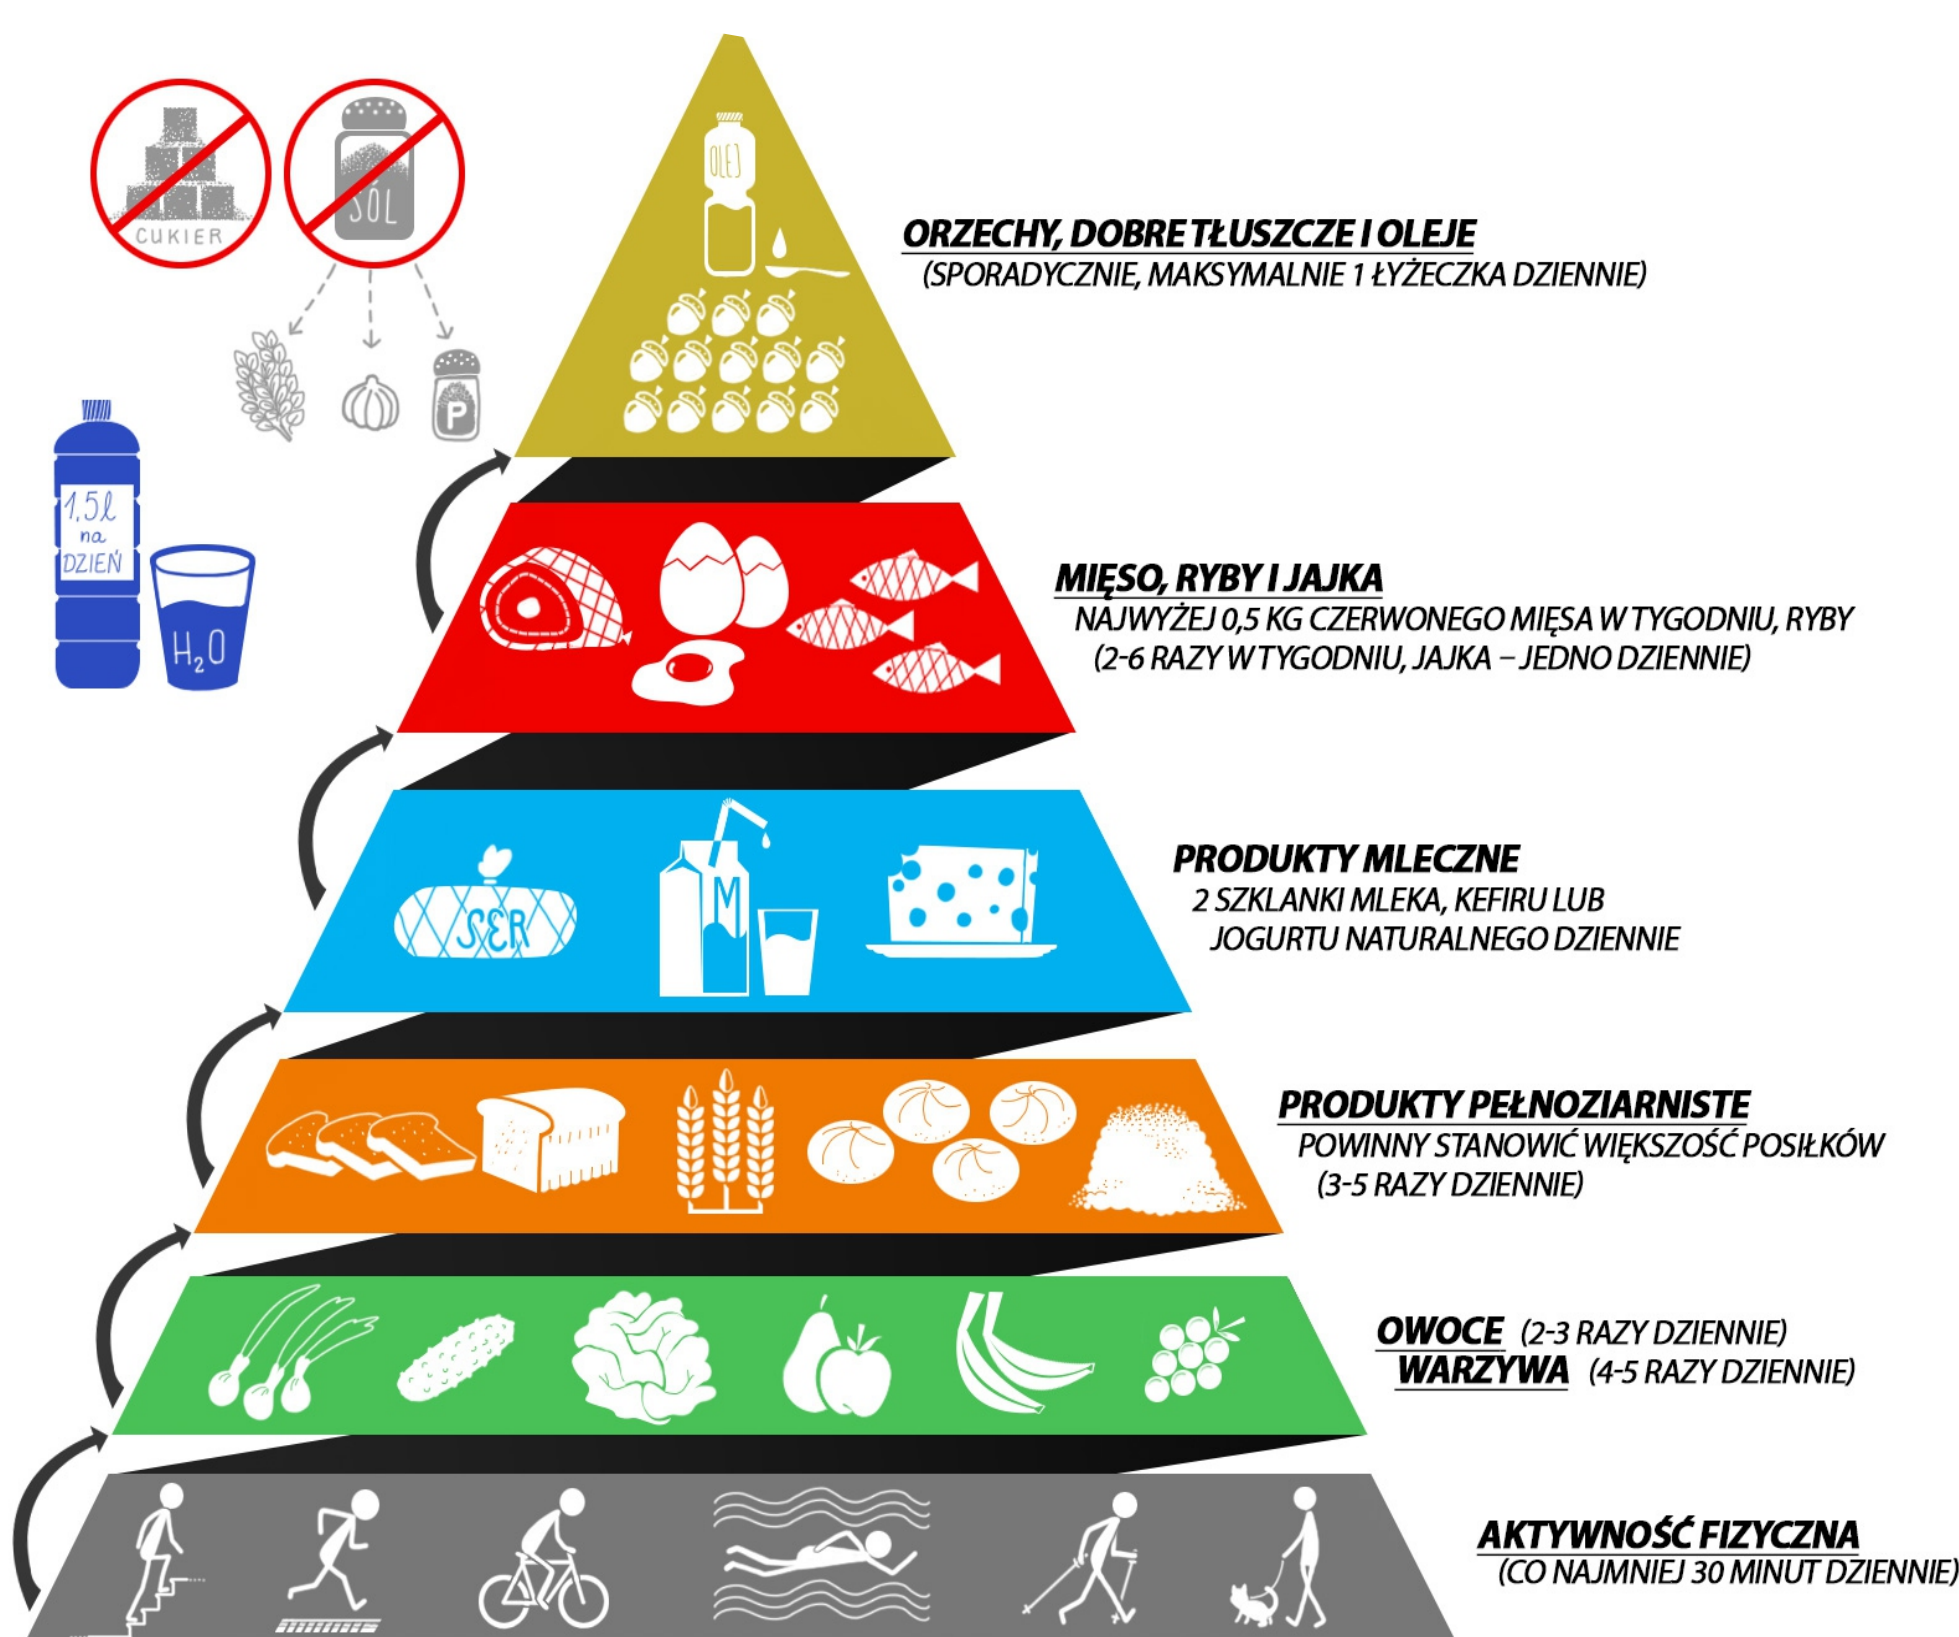 CUKIER
SÓL
P
1,5l
na
DZIEŃ
H₂O
OLEJ
ORZECHY, DOBRE TŁUSZCZE I OLEJE
(SPORADYCZNIE, MAKSYMALNIE 1 ŁYŻECZKA DZIENNIE)
MIĘSO, RYBY I JAJKA
NAJWYŻEJ 0,5 KG CZERWONEGO MIĘSA W TYGODNIU, RYBY
(2-6 RAZY W TYGODNIU, JAJKA – JEDNO DZIENNIE)
SER
M
PRODUKTY MLECZNE
2 SZKLANKI MLEKA, KEFIRU LUB
JOGURTU NATURALNEGO DZIENNIE
PRODUKTY PEŁNOZIARNISTE
POWINNY STANOWIĆ WIĘKSZOŚĆ POSIŁKÓW
(3-5 RAZY DZIENNIE)
OWOCE (2-3 RAZY DZIENNIE)
WARZYWA (4-5 RAZY DZIENNIE)
AKTYWNOŚĆ FIZYCZNA
(CO NAJMNIEJ 30 MINUT DZIENNIE)